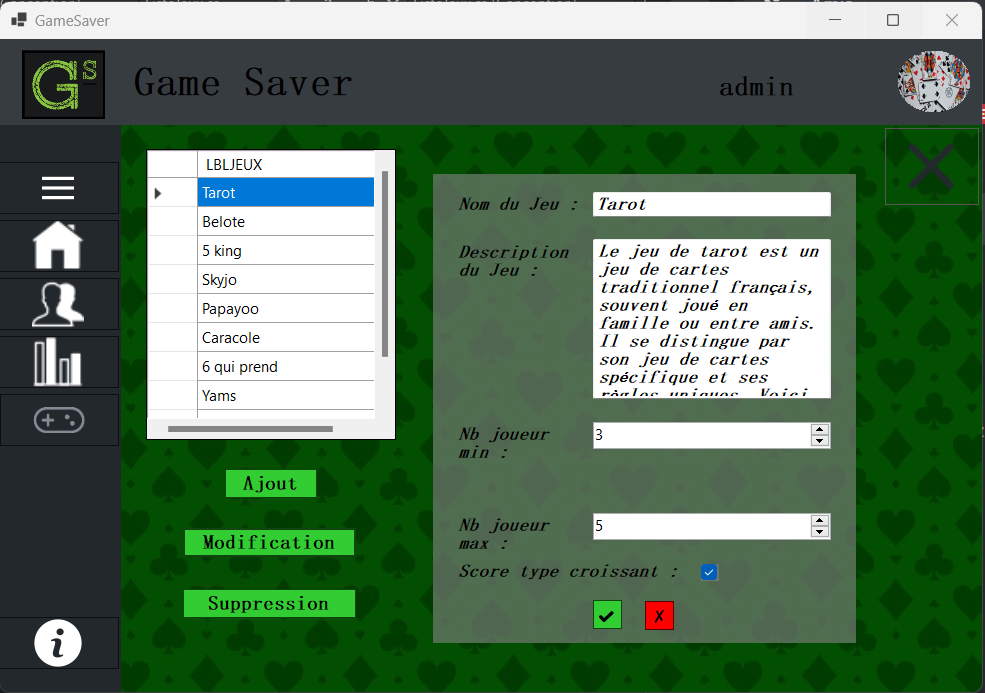 GameSaver
GS
Game Saver
admin
LBLJEUX
Tarot
Belote
5 king
Skyjo
Papayoo
Caracole
6 qui prend
Yams
Ajout
Modification
Suppression
Nom du Jeu :
Tarot
Description
du Jeu :
Le jeu de tarot est un
jeu de cartes
traditionnel français,
souvent joué en
famille ou entre amis.
Il se distingue par
son jeu de cartes
spécifique et ses
règles uniques. Voici
Nb joueur
min :
3
Nb joueur
max :
5
Score type croissant :